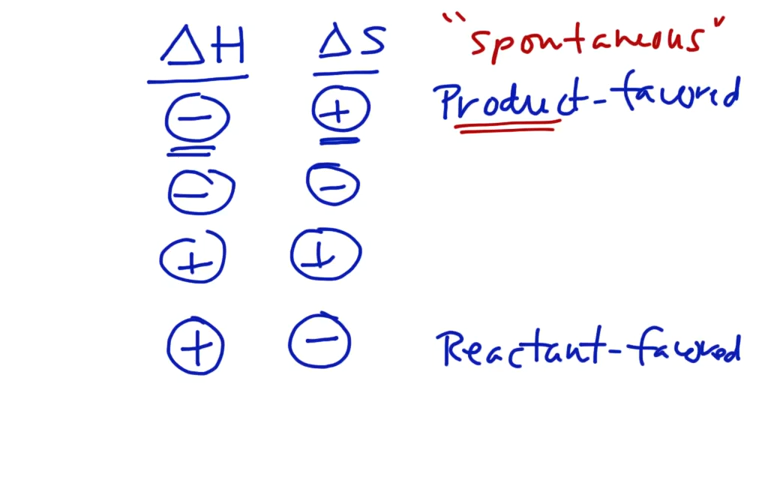 ΔH ΔS "spontaneous"
⊖ ⊕ Product-favored
⊖ ⊖
⊕ ⊕
⊕ ⊖ Reactant-favored